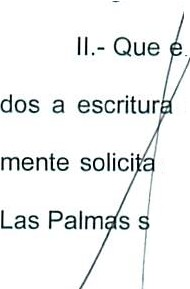 II.- Que e
dos a escritura
mente solicita
Las Palmas s